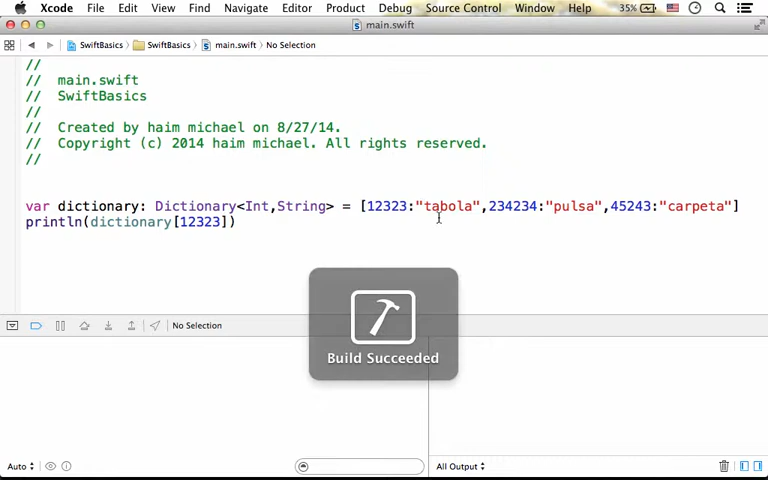 Xcode File Edit View Find Navigate Editor Product Debug Source Control Window Help 35%
main.swift
SwiftBasics SwiftBasics main.swift No Selection
//
// main.swift
// SwiftBasics
//
// Created by haim michael on 8/27/14.
// Copyright (c) 2014 haim michael. All rights reserved.
//
var dictionary: Dictionary<Int,String> = [12323:"tabola",234234:"pulsa",45243:"carpeta"]
println(dictionary[12323])
Build Succeeded
No Selection
Auto
All Output